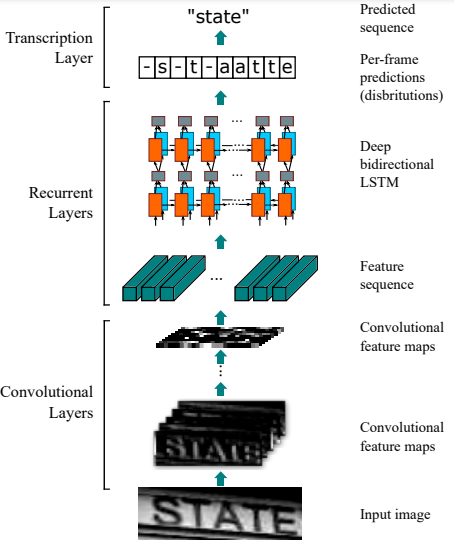 "state"
Predicted
sequence
Transcription
Layer
-s-t-aatte
Per-frame
predictions
(disbritutions)
Recurrent
Layers
...
...
...
Deep
bidirectional
LSTM
...
Feature
sequence
Convolutional
Layers
Convolutional
feature maps
...
STATE
Convolutional
feature maps
STATE
Input image